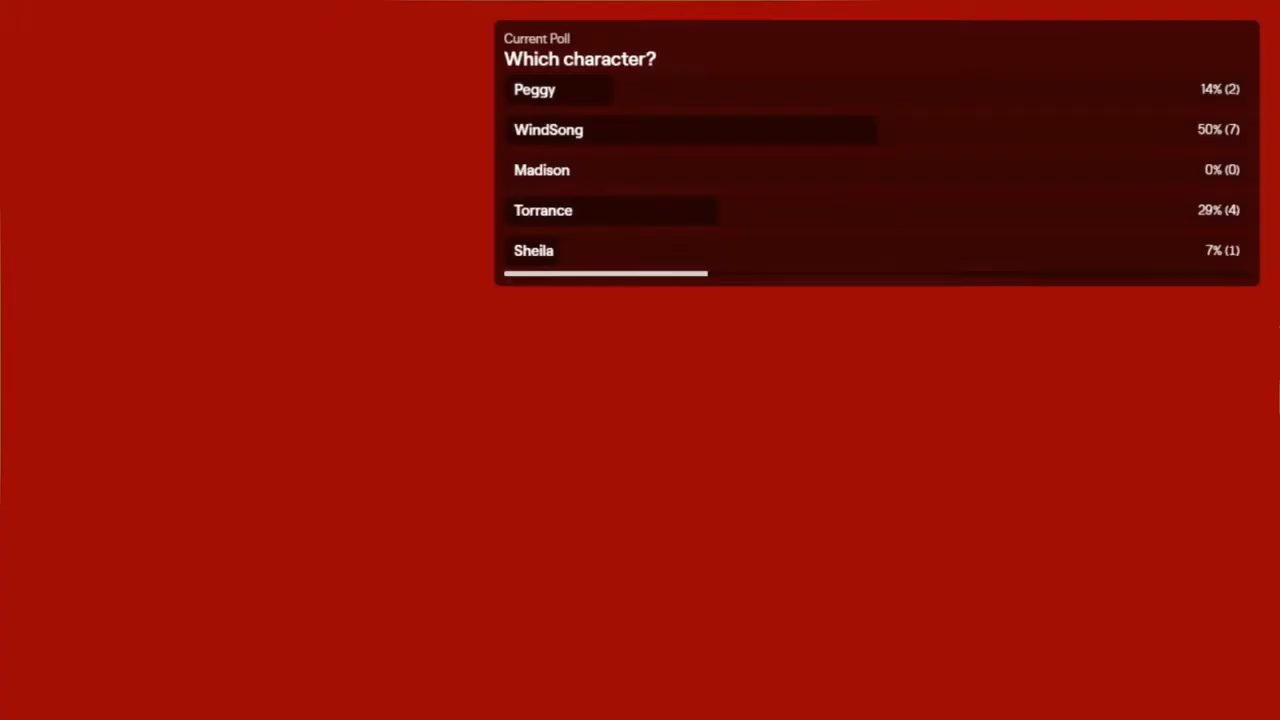 Current Poll
Which character?
Peggy 14% (2)
WindSong 50% (7)
Madison 0% (0)
Torrance 29% (4)
Sheila 7% (1)